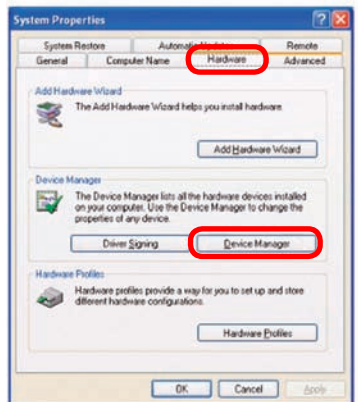 System Properties
System Restore Automatic Updates Remote
General Computer Name Hardware Advanced
Add Hardware Wizard
The Add Hardware Wizard helps you install hardware.
Add Hardware Wizard
Device Manager
The Device Manager lists all the hardware devices installed
on your computer. Use the Device Manager to change the
properties of any device.
Driver Signing Device Manager
Hardware Profiles
Hardware profiles provide a way for you to set up and store
different hardware configurations.
Hardware Profiles
OK Cancel Apply